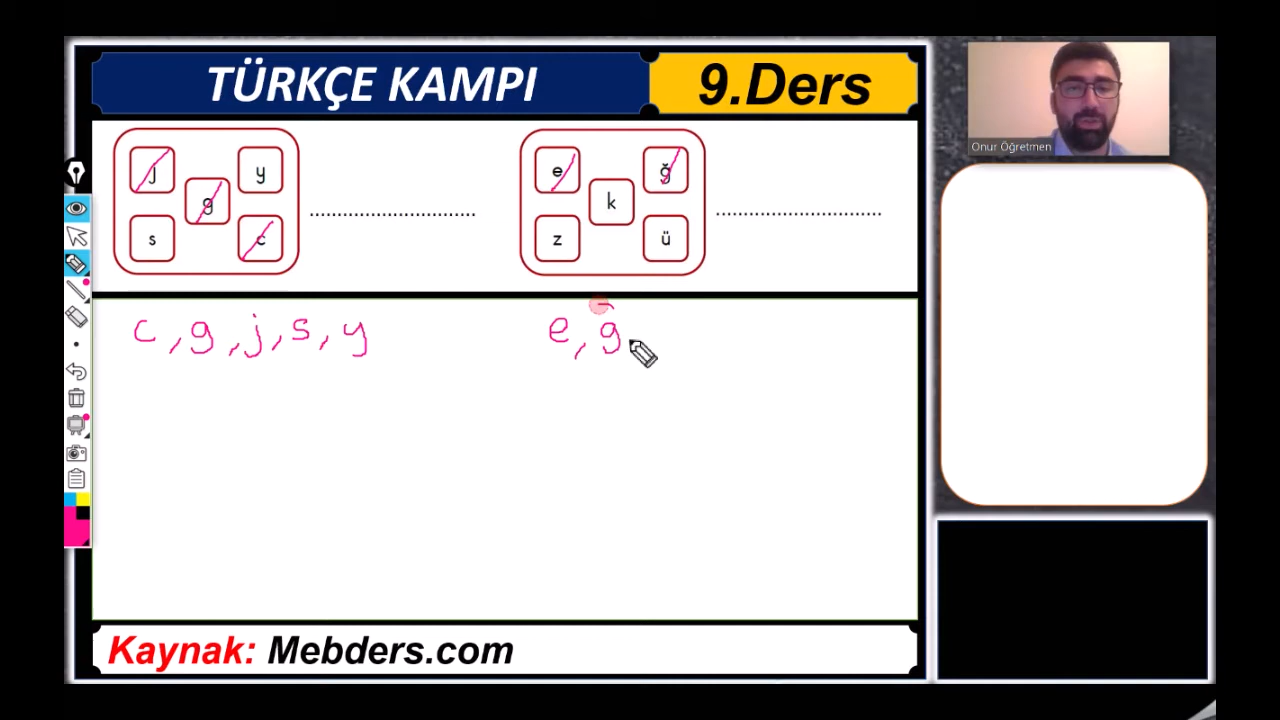 TÜRKÇE KAMPI
9.Ders
Onur Öğretmen
j y g s c ..............................
e ğ k z ü ..............................
c, g, j, s, y
e, ğ
Kaynak: Mebders.com